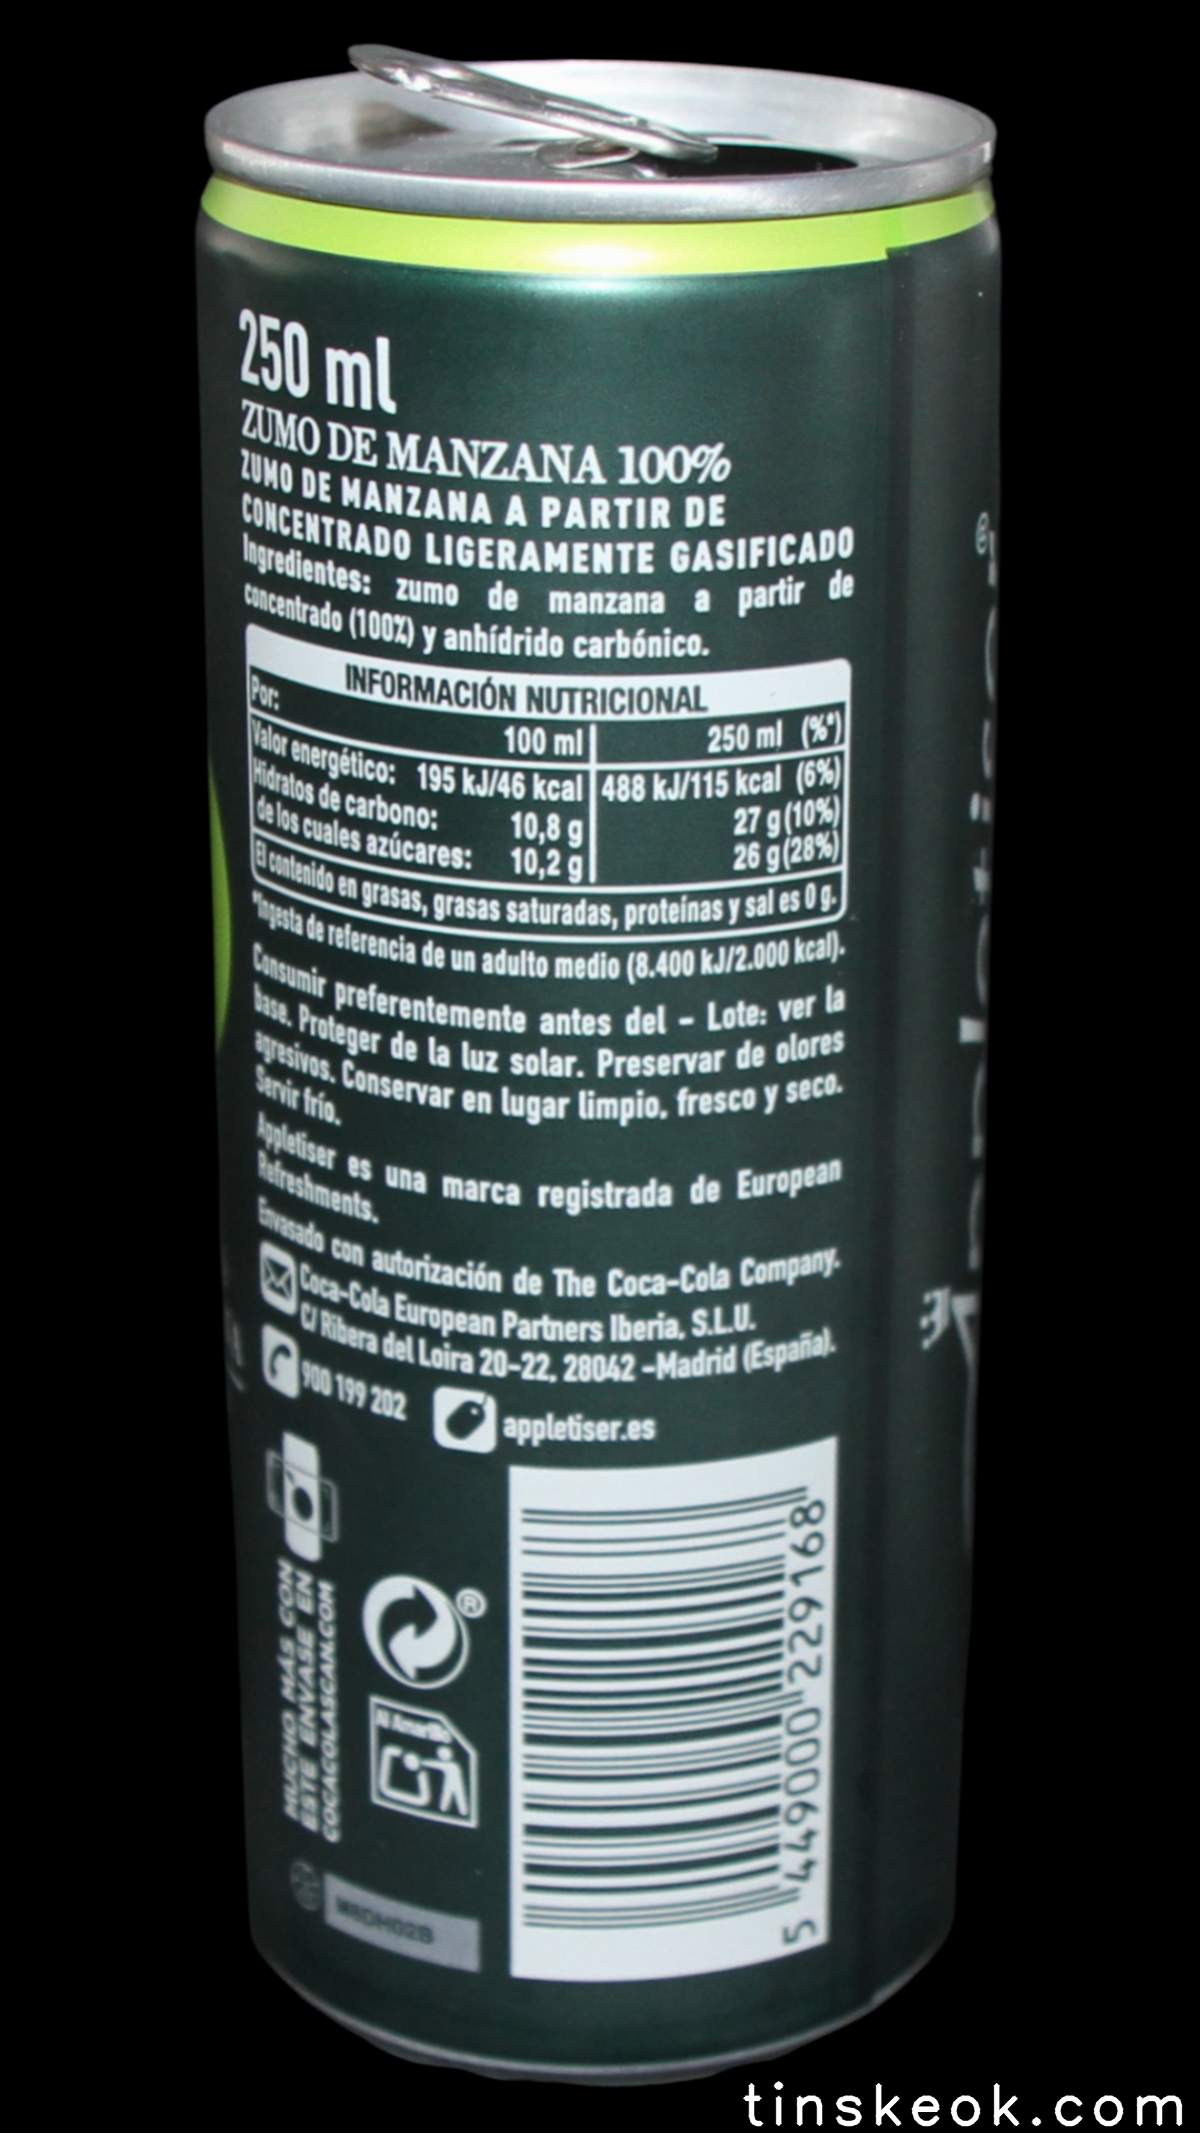 250 ml
ZUMO DE MANZANA 100%
ZUMO DE MANZANA A PARTIR DE
CONCENTRADO LIGERAMENTE GASIFICADO
Ingredientes: zumo de manzana a partir de
concentrado (100%) y anhídrido carbónico.
INFORMACIÓN NUTRICIONAL
Por: 100 ml 250 ml (%*)
Valor energético: 195 kJ/46 kcal 488 kJ/115 kcal (6%)
Hidratos de carbono: 10,8 g 27 g (10%)
de los cuales azúcares: 10,2 g 26 g (28%)
El contenido en grasas, grasas saturadas, proteínas y sal es 0 g.
*Ingesta de referencia de un adulto medio (8.400 kJ/2.000 kcal).
Consumir preferentemente antes del - Lote: ver la
base. Proteger de la luz solar. Preservar de olores
agresivos. Conservar en lugar limpio, fresco y seco.
Servir frío.
Appletiser es una marca registrada de European
Refreshments.
Envasado con autorización de The Coca-Cola Company.
Coca-Cola European Partners Iberia, S.L.U.
C/ Ribera del Loira 20-22, 28042 -Madrid (España).
900 199 202 appletiser.es
MUCHO MÁS CON
ESTE ENVASE EN
COCACOLASCAN.COM
®
Al Amarillo
5 449000 229168
tinskeok.com